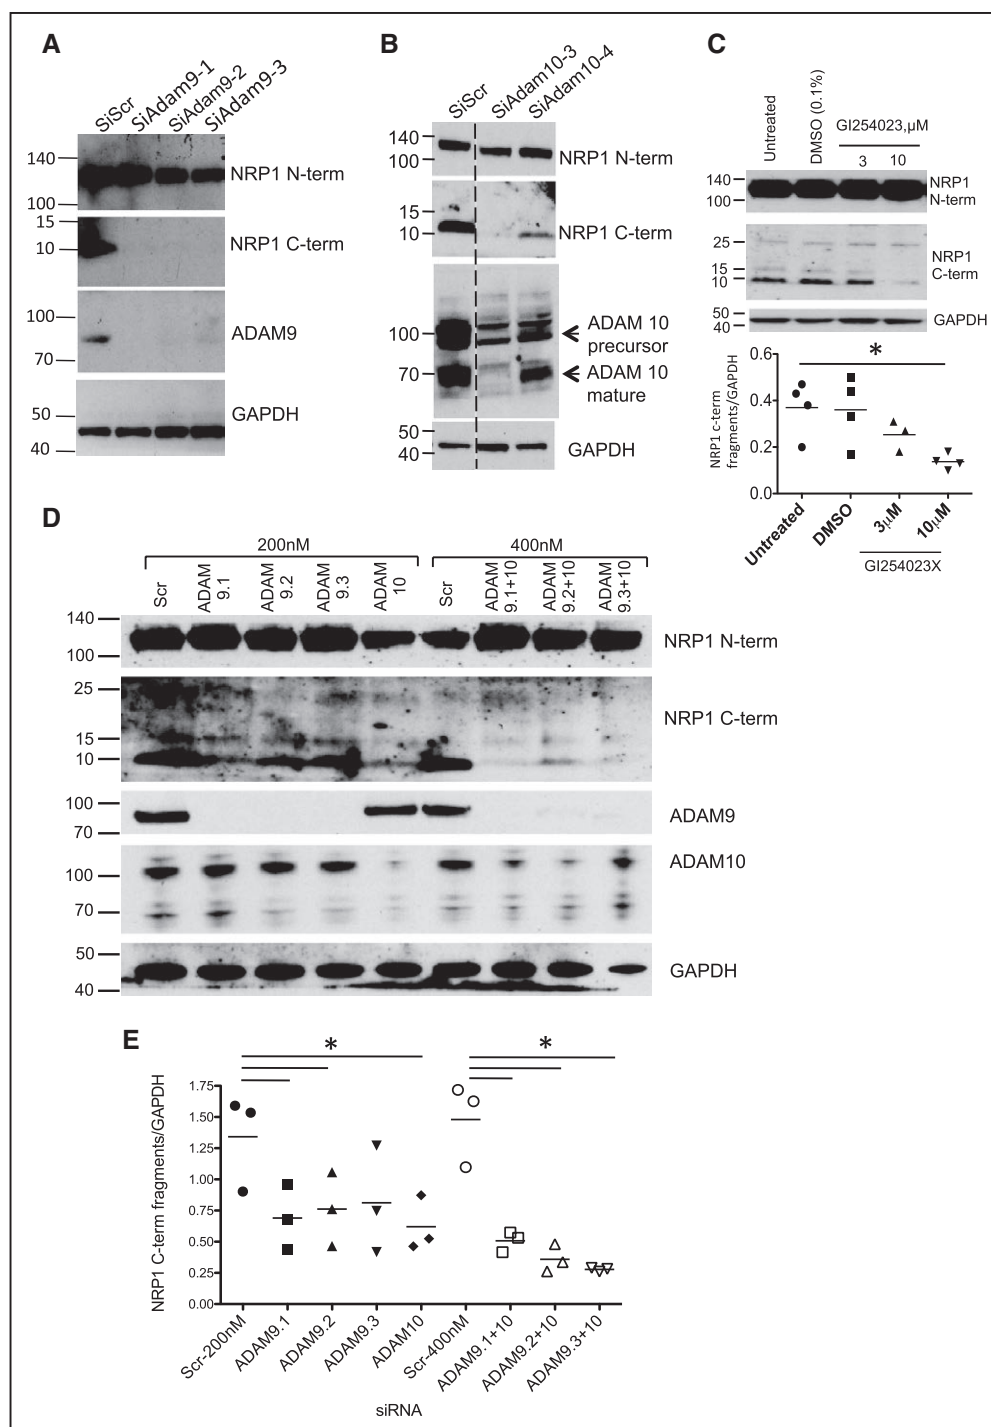 A
SiScr
SiAdam9-1
SiAdam9-2
SiAdam9-3
140
100
NRP1 N-term
15
10
NRP1 C-term
100
70
ADAM9
50
40
GAPDH
B
SiScr
SiAdam10-3
SiAdam10-4
140
100
NRP1 N-term
15
10
NRP1 C-term
100
70
ADAM 10
precursor
ADAM 10
mature
50
40
GAPDH
C
Untreated
DMSO (0.1%)
GI254023,µM
3
10
140
100
NRP1
N-term
25
15
10
NRP1
C-term
50
40
GAPDH
*
NRP1 c-term
fragments/GAPDH
0.6
0.4
0.2
0.0
Untreated
DMSO
3µM
10µM
GI254023X
D
200nM
400nM
Scr
ADAM
9.1
ADAM
9.2
ADAM
9.3
ADAM
10
Scr
ADAM
9.1+10
ADAM
9.2+10
ADAM
9.3+10
140
100
NRP1 N-term
25
15
10
NRP1 C-term
100
70
ADAM9
100
70
ADAM10
50
40
GAPDH
E
*
*
NRP1 C-term fragments/GAPDH
1.75
1.50
1.25
1.00
0.75
0.50
0.25
0.00
Scr-200nM
ADAM9.1
ADAM9.2
ADAM9.3
ADAM10
Scr-400nM
ADAM9.1+10
ADAM9.2+10
ADAM9.3+10
siRNA